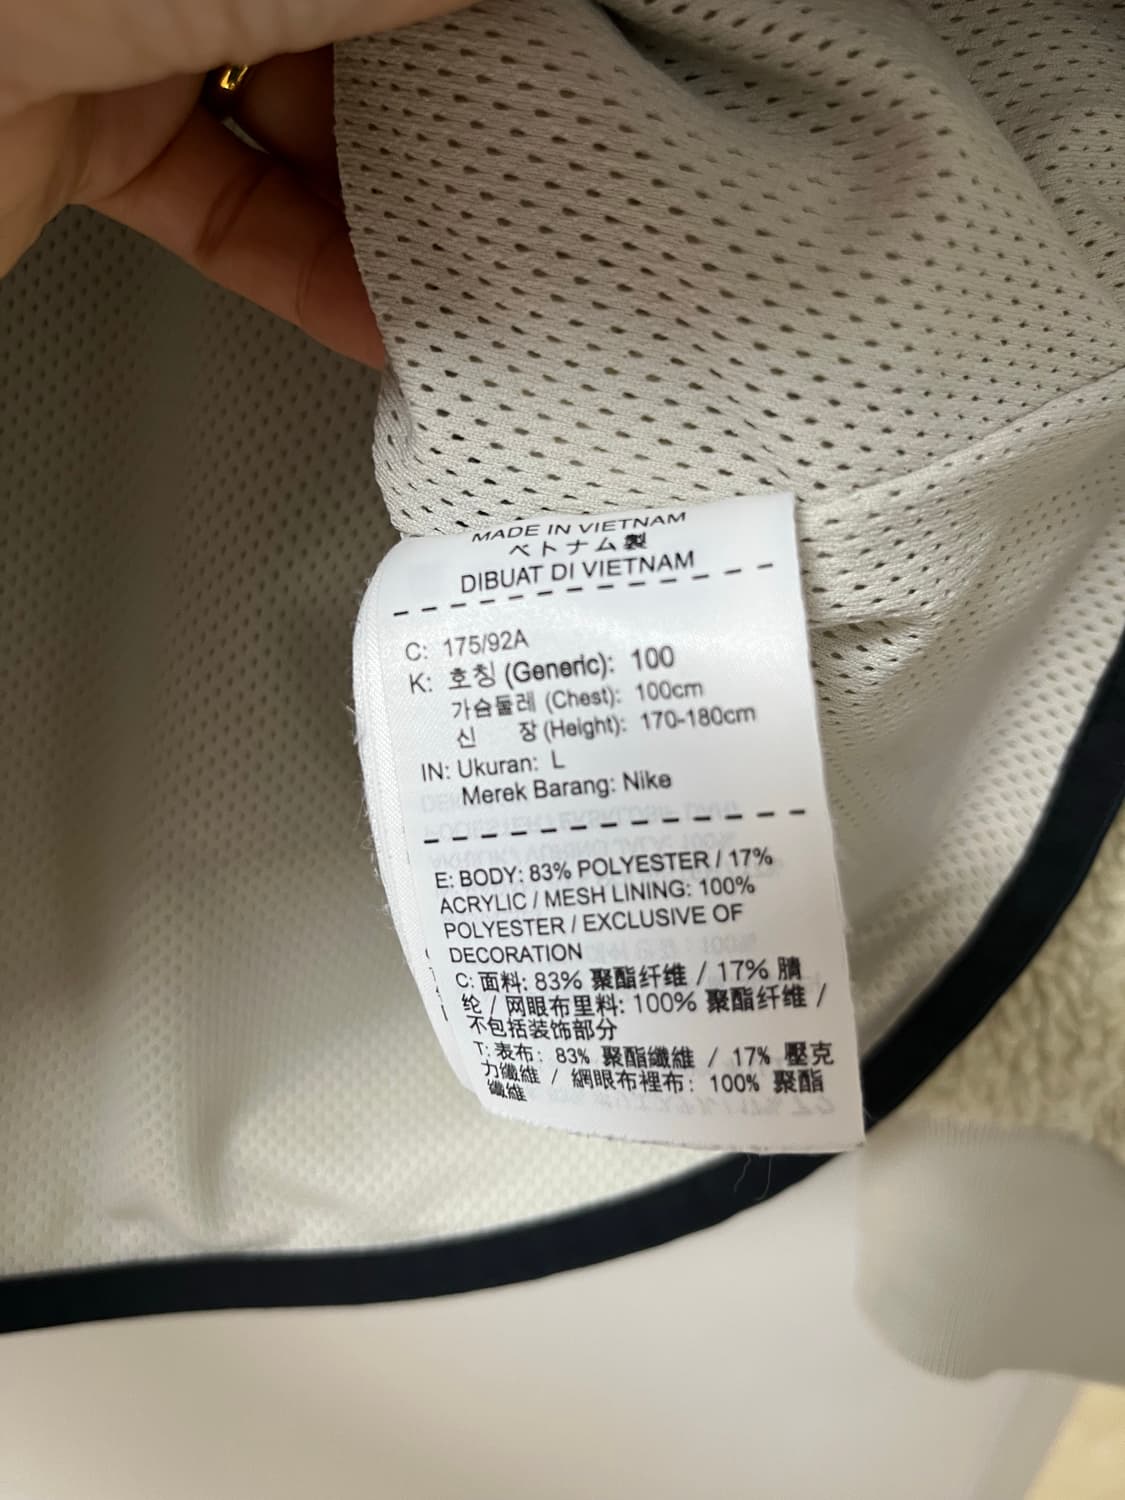 MADE IN VIETNAM
ベトナム製
DIBUAT DI VIETNAM
C: 175/92A
K: 호칭 (Generic): 100
가슴둘레 (Chest): 100cm
신 장 (Height): 170-180cm
IN: Ukuran: L
Merek Barang: Nike
E: BODY: 83% POLYESTER / 17%
ACRYLIC / MESH LINING: 100%
POLYESTER / EXCLUSIVE OF
DECORATION
C: 面料: 83% 聚酯纤维 / 17% 腈
纶 / 网眼布里料: 100% 聚酯纤维 /
不包括装饰部分
T: 表布: 83% 聚酯纖維 / 17% 壓克
力纖維 / 網眼布裡布: 100% 聚酯
纖維